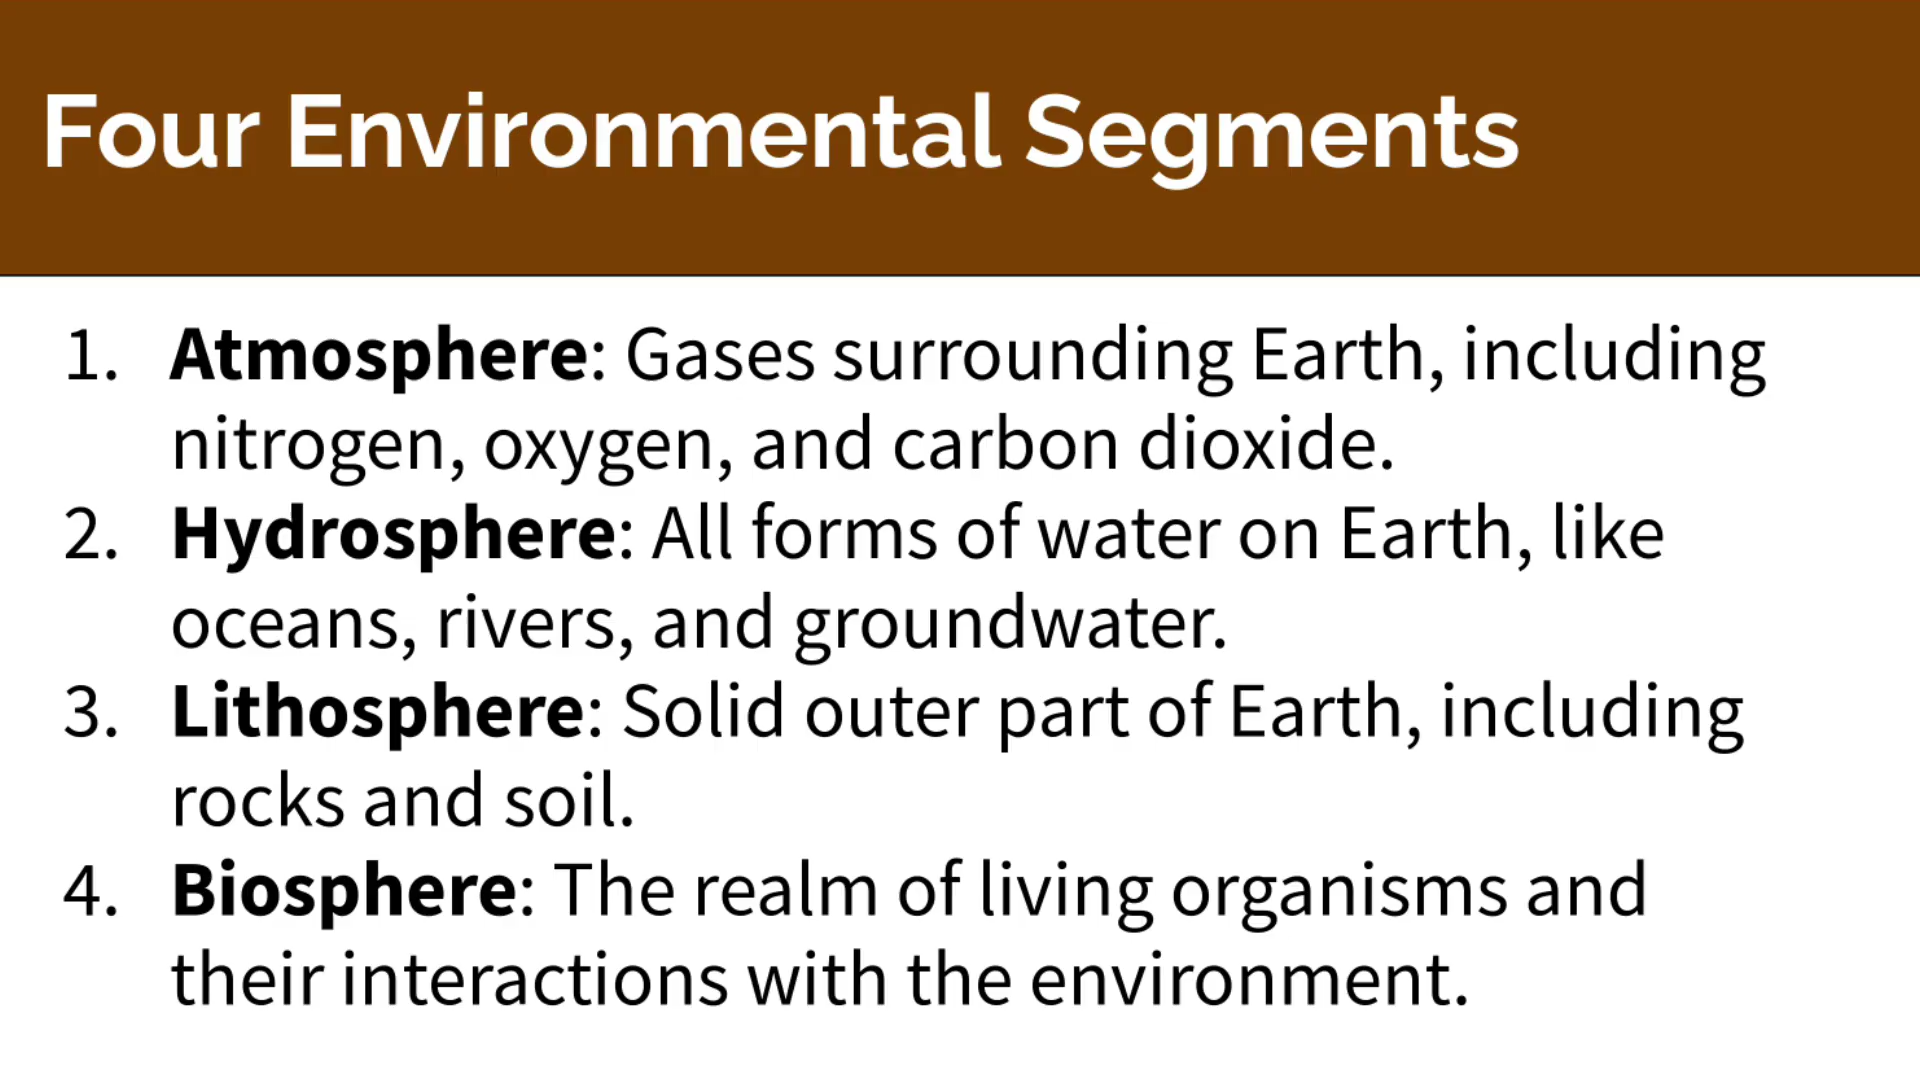 Four Environmental Segments
1. Atmosphere: Gases surrounding Earth, including
nitrogen, oxygen, and carbon dioxide.
2. Hydrosphere: All forms of water on Earth, like
oceans, rivers, and groundwater.
3. Lithosphere: Solid outer part of Earth, including
rocks and soil.
4. Biosphere: The realm of living organisms and
their interactions with the environment.